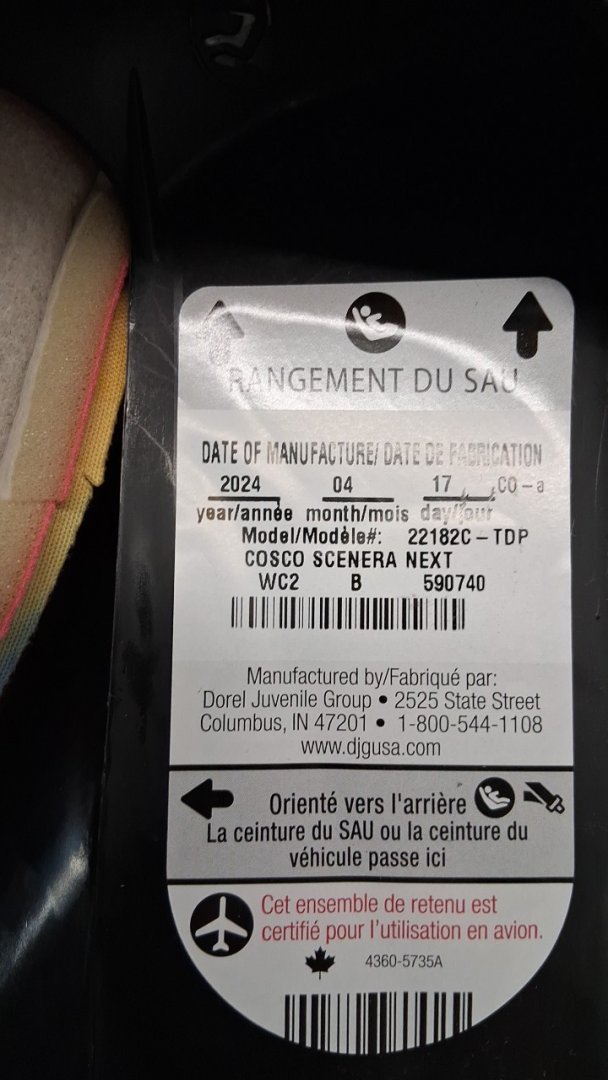 RANGEMENT DU SAU
DATE OF MANUFACTURE/ DATE DE FABRICATION
2024 04 17 CO-a
year/année month/mois day/jour
Model/Modèle#: 22182C-TDP
COSCO SCENERA NEXT
WC2 B 590740
Manufactured by/Fabriqué par:
Dorel Juvenile Group • 2525 State Street
Columbus, IN 47201 • 1-800-544-1108
www.djgusa.com
Orienté vers l'arrière
La ceinture du SAU ou la ceinture du
véhicule passe ici
Cet ensemble de retenu est
certifié pour l'utilisation en avion.
4360-5735A